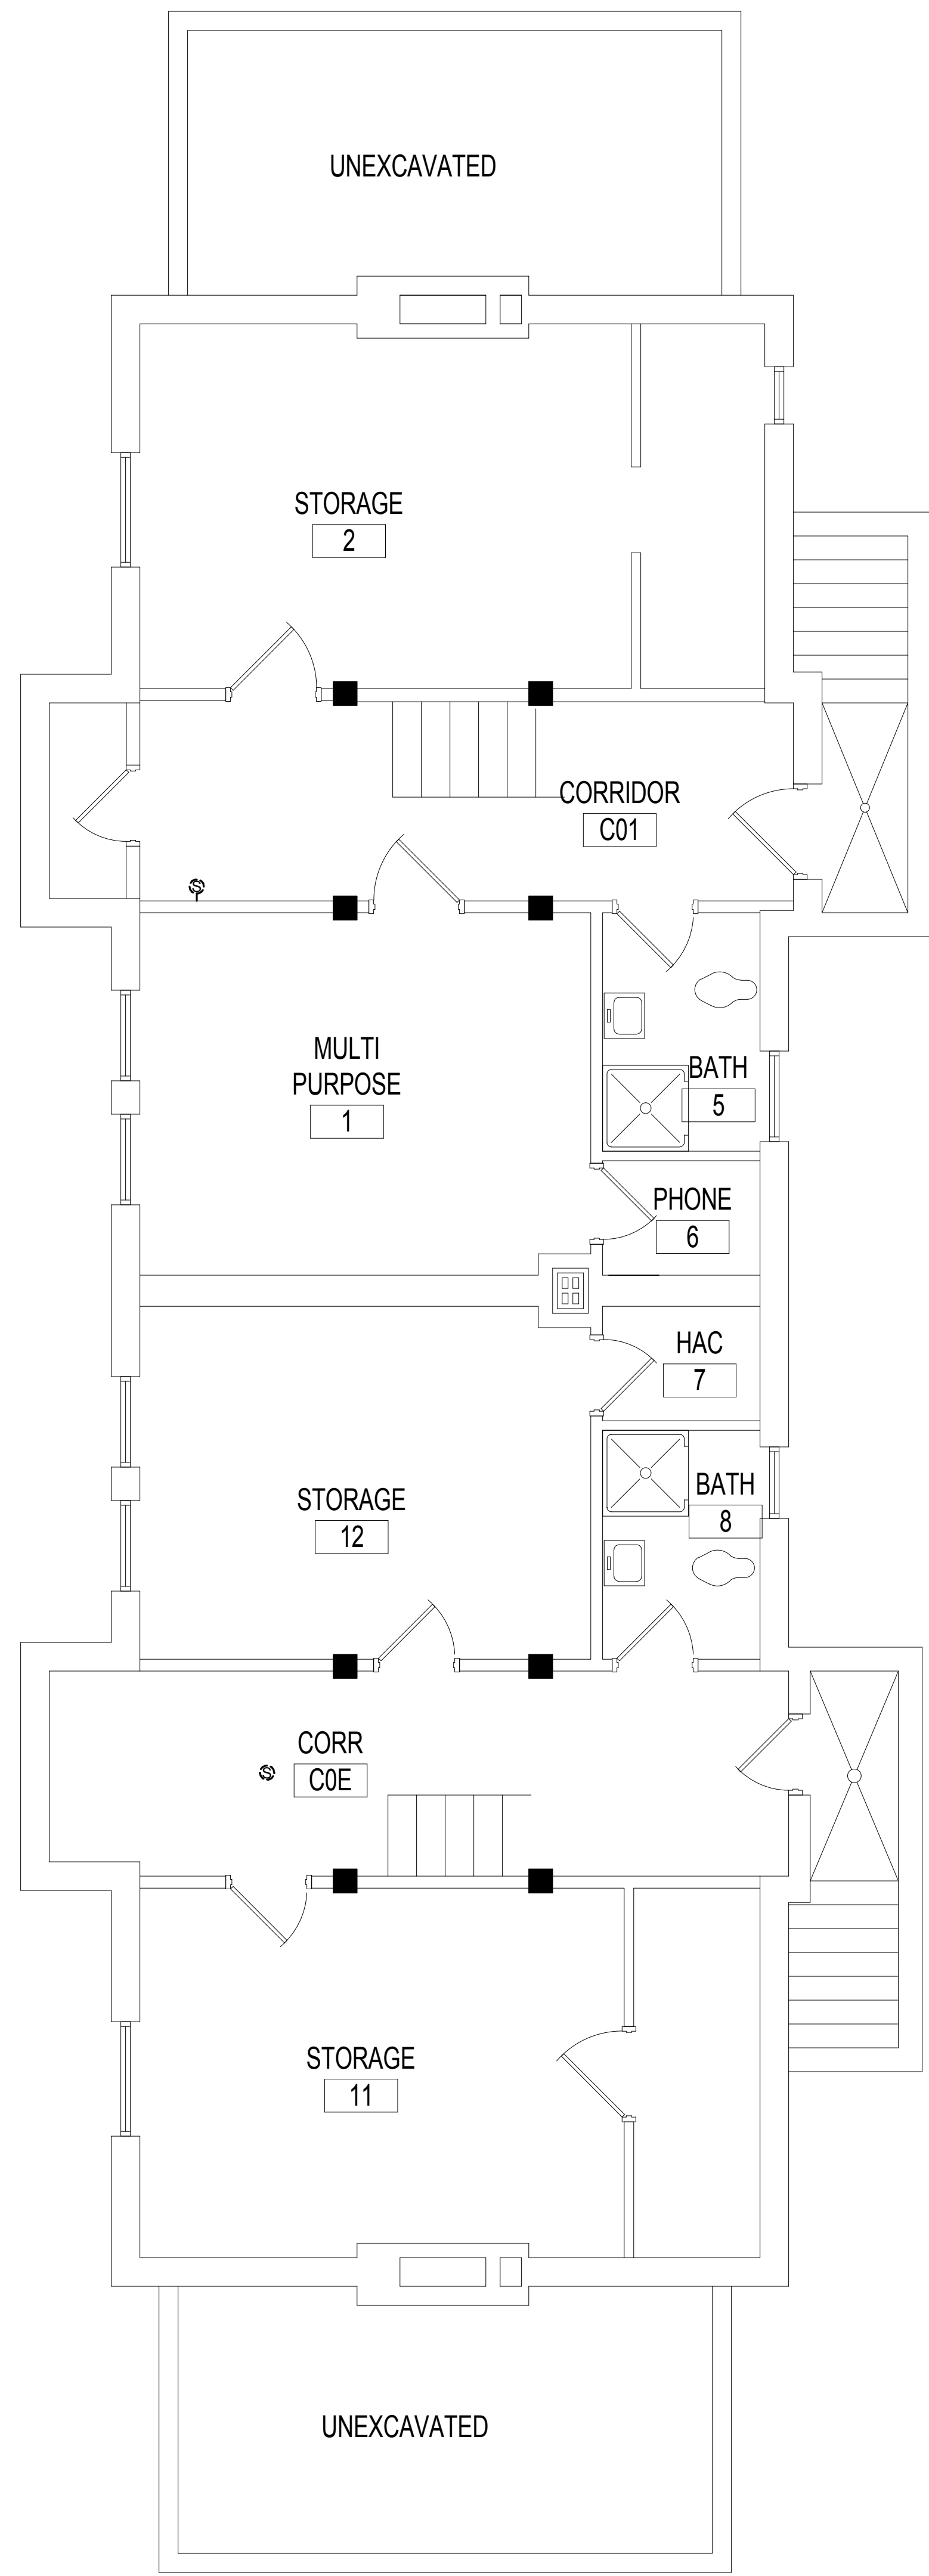 UNEXCAVATED
STORAGE
2
CORRIDOR
C01
S
MULTI
PURPOSE
1
BATH
5
PHONE
6
HAC
7
BATH
8
STORAGE
12
CORR
C0E
S
STORAGE
11
UNEXCAVATED